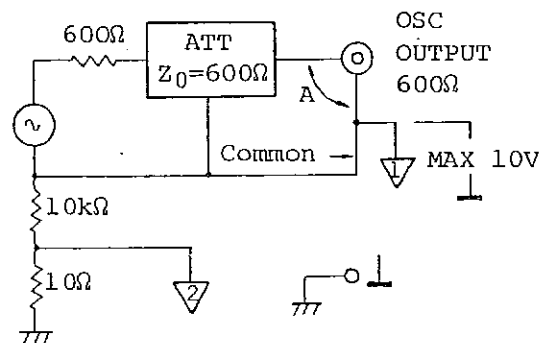 600Ω
ATT
Z₀=600Ω
OSC
OUTPUT
600Ω
A
Common
1
MAX 10V
10kΩ
2
10Ω